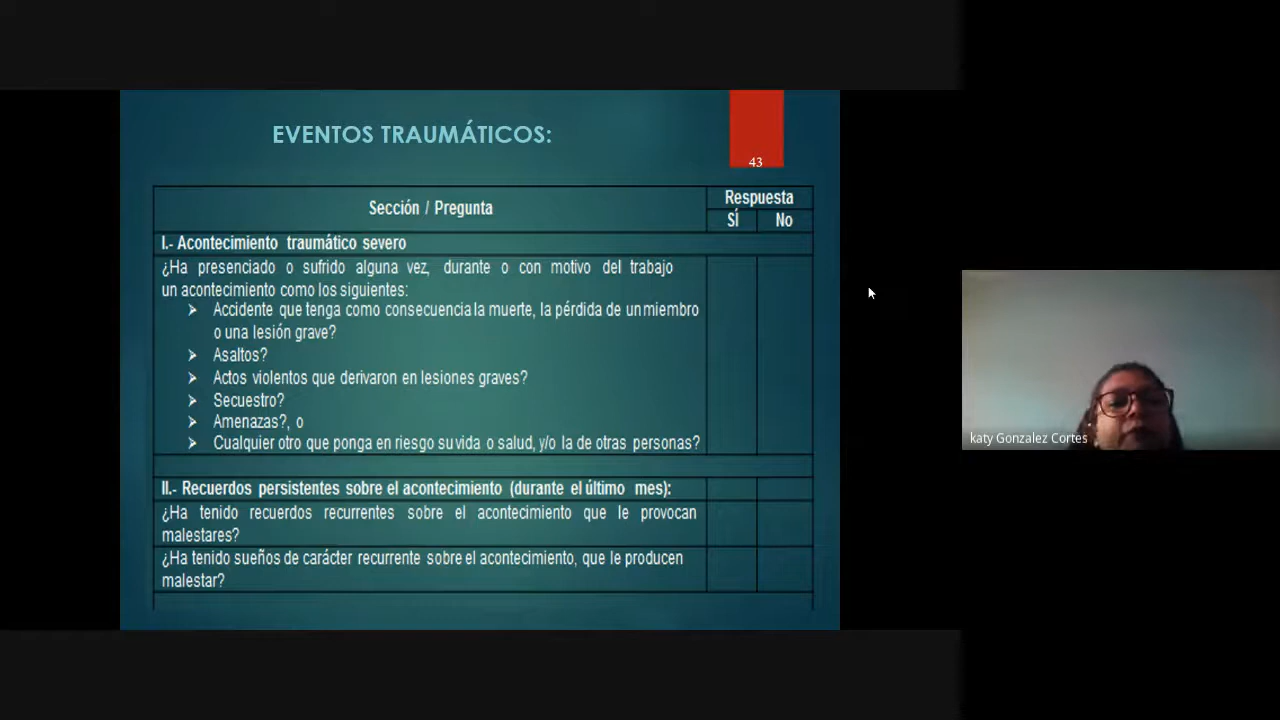 EVENTOS TRAUMÁTICOS:
43
Sección / Pregunta
Respuesta
SÍ No
I.- Acontecimiento traumático severo
¿Ha presenciado o sufrido alguna vez, durante o con motivo del trabajo
un acontecimiento como los siguientes:
➢ Accidente que tenga como consecuencia la muerte, la pérdida de un miembro
o una lesión grave?
➢ Asaltos?
➢ Actos violentos que derivaron en lesiones graves?
➢ Secuestro?
➢ Amenazas?, o
➢ Cualquier otro que ponga en riesgo su vida o salud, y/o la de otras personas?
II.- Recuerdos persistentes sobre el acontecimiento (durante el último mes):
¿Ha tenido recuerdos recurrentes sobre el acontecimiento que le provocan
malestares?
¿Ha tenido sueños de carácter recurrente sobre el acontecimiento, que le producen
malestar?
katy Gonzalez Cortes